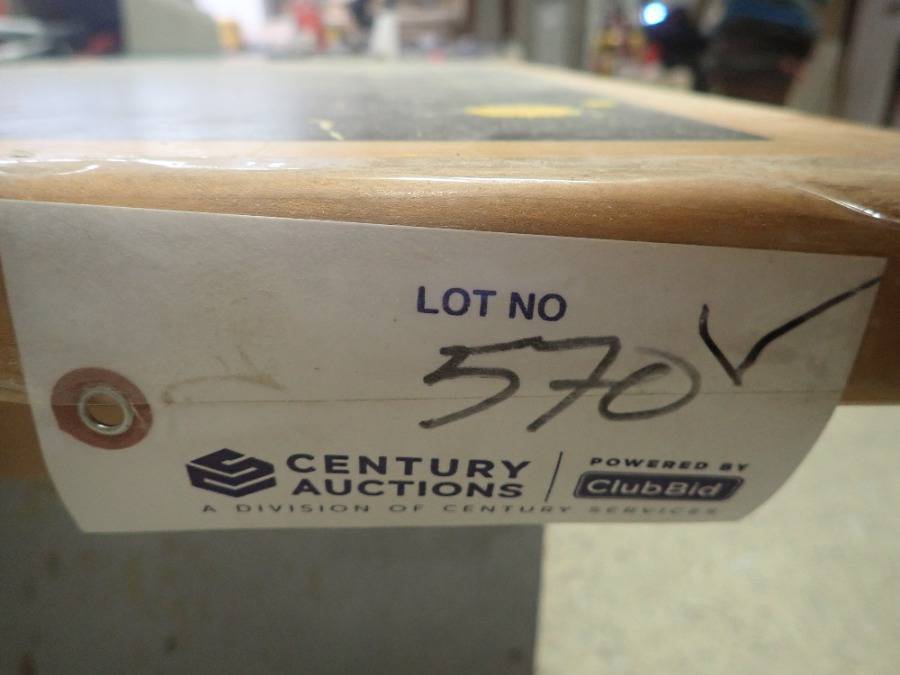 LOT NO
570 ✓
CENTURY AUCTIONS
POWERED BY
ClubBid
A DIVISION OF CENTURY SERVICES